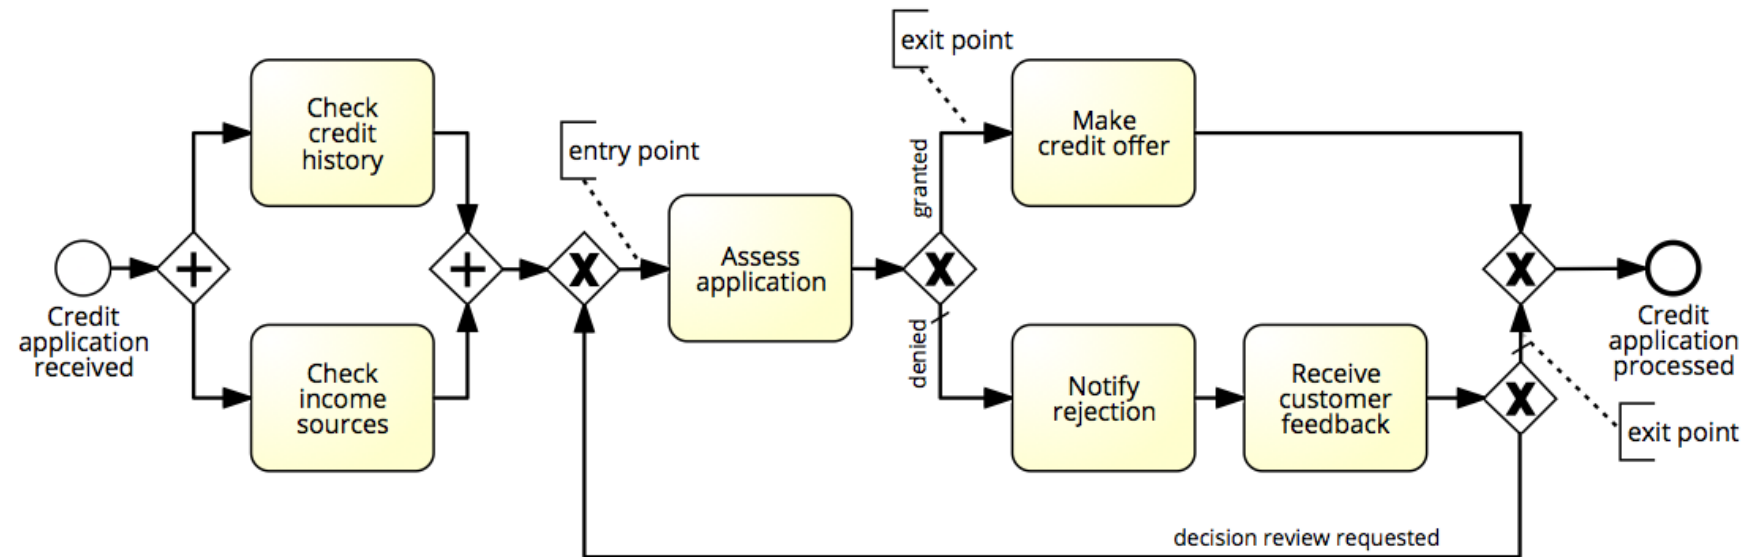 Credit
application
received
Check
credit
history
Check
income
sources
entry point
Assess
application
granted
denied
exit point
Make
credit offer
Notify
rejection
Receive
customer
feedback
decision review requested
Credit
application
processed
exit point